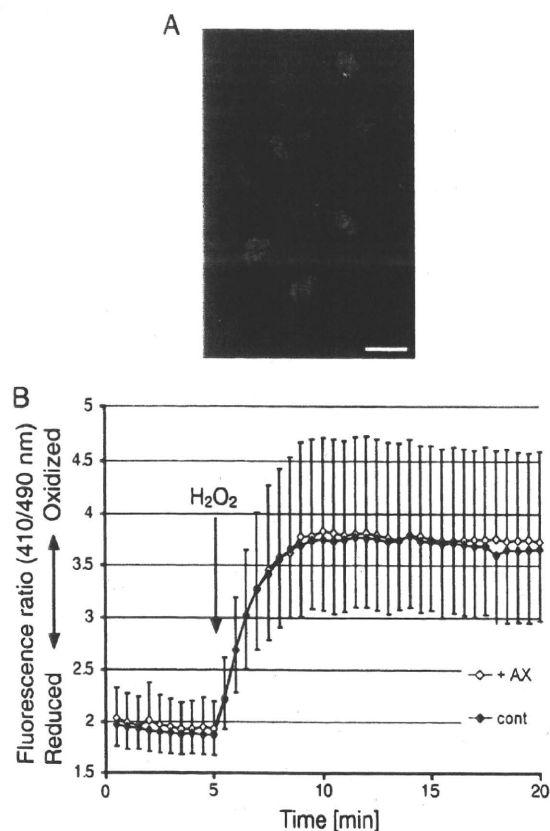 A
B
Fluorescence ratio (410/490 nm)
Reduced
Oxidized
5
4.5
4
3.5
3
2.5
2
1.5
H₂O₂
+ AX
cont
0
5
10
15
20
Time [min]